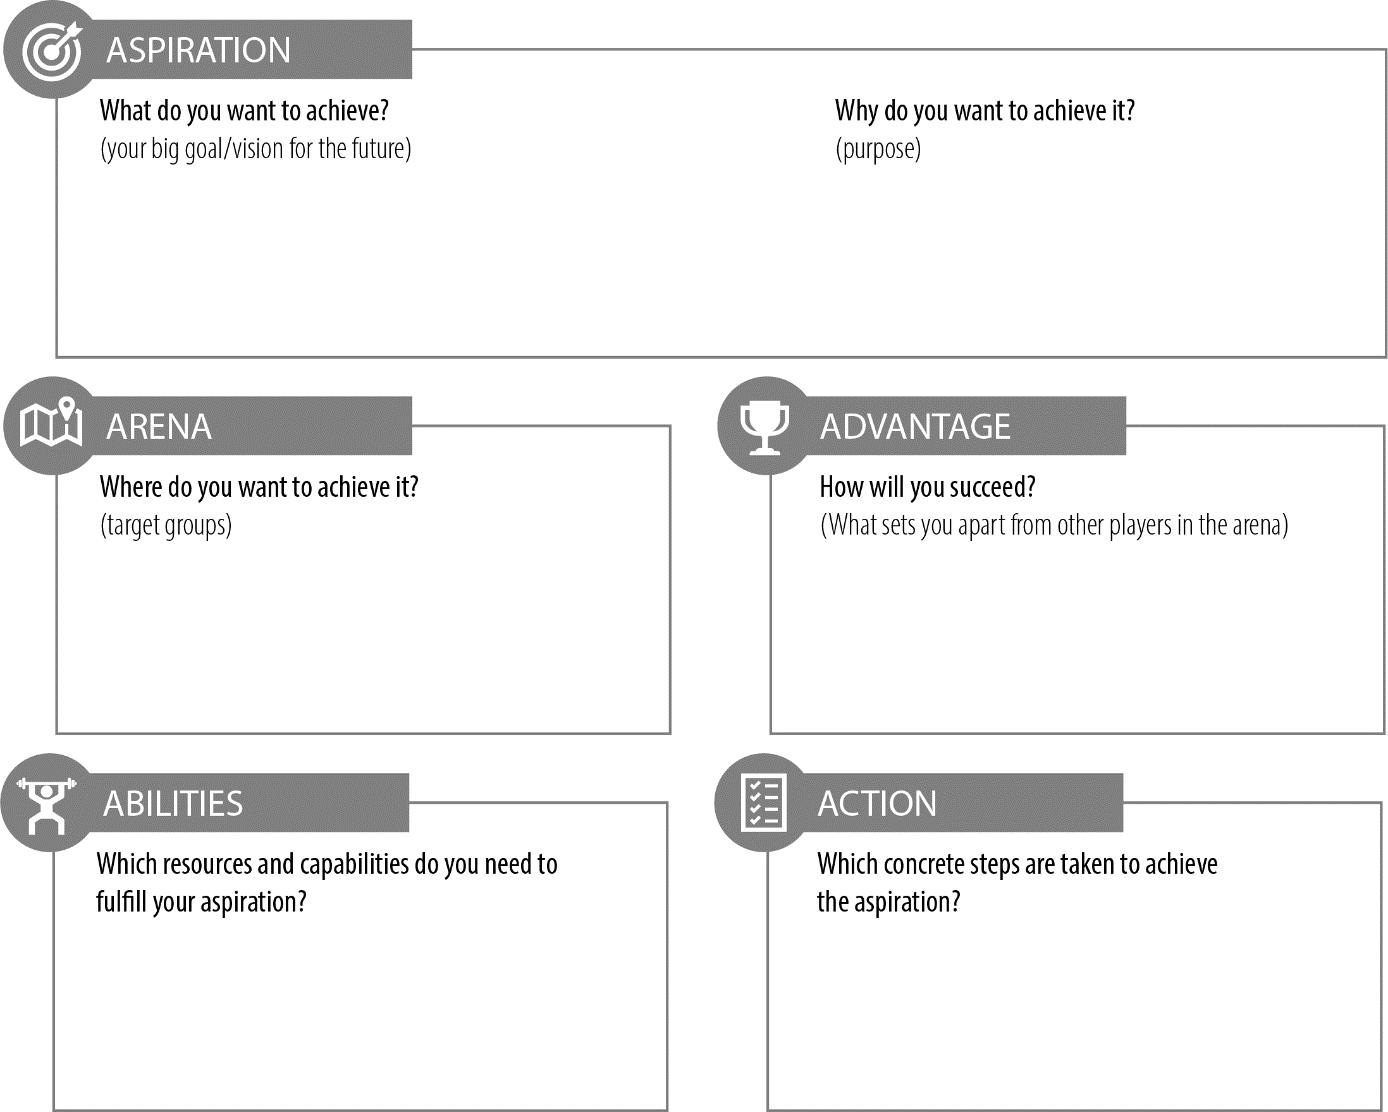 ASPIRATION
What do you want to achieve?
(your big goal/vision for the future)
Why do you want to achieve it?
(purpose)
ARENA
Where do you want to achieve it?
(target groups)
ADVANTAGE
How will you succeed?
(What sets you apart from other players in the arena)
ABILITIES
Which resources and capabilities do you need to
fulfill your aspiration?
ACTION
Which concrete steps are taken to achieve
the aspiration?